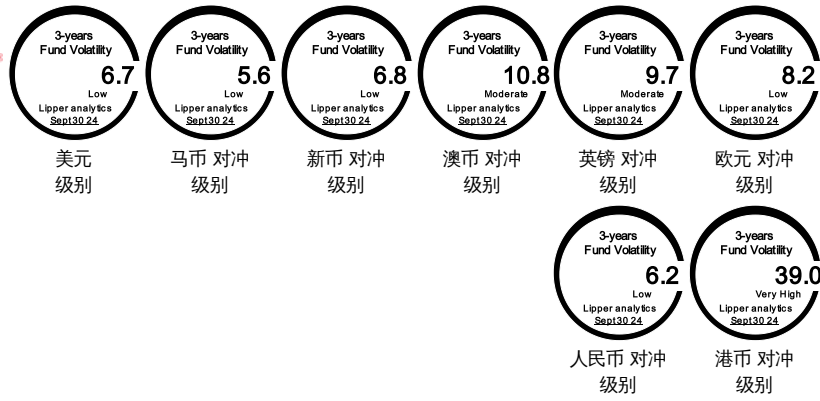 3-years
Fund Volatility
6.7
Low
Lipper analytics
Sept30 24
美元
级别
3-years
Fund Volatility
5.6
Low
Lipper analytics
Sept30 24
马币 对冲
级别
3-years
Fund Volatility
6.8
Low
Lipper analytics
Sept30 24
新币 对冲
级别
3-years
Fund Volatility
10.8
Moderate
Lipper analytics
Sept30 24
澳币 对冲
级别
3-years
Fund Volatility
9.7
Moderate
Lipper analytics
Sept30 24
英镑 对冲
级别
3-years
Fund Volatility
8.2
Low
Lipper analytics
Sept30 24
欧元 对冲
级别
3-years
Fund Volatility
6.2
Low
Lipper analytics
Sept30 24
人民币 对冲
级别
3-years
Fund Volatility
39.0
Very High
Lipper analytics
Sept30 24
港币 对冲
级别